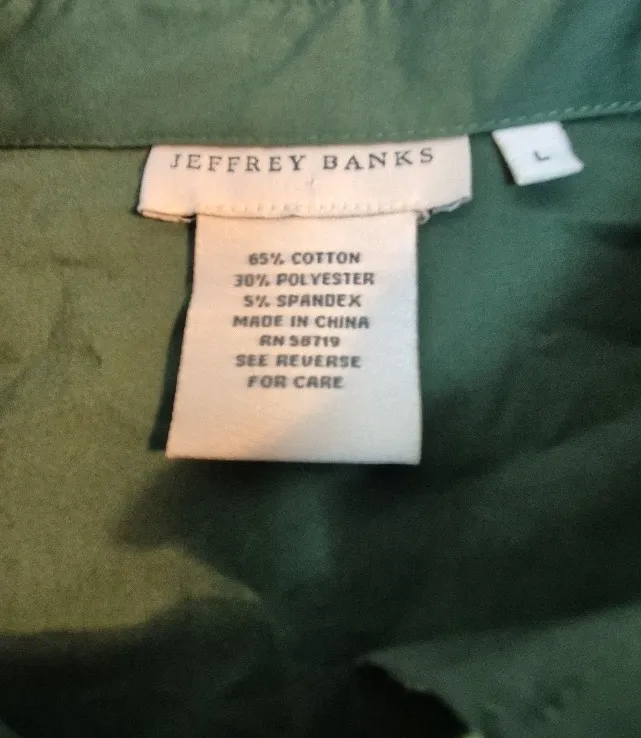 JEFFREY BANKS
L
65% COTTON
30% POLYESTER
5% SPANDEX
MADE IN CHINA
RN 58719
SEE REVERSE
FOR CARE